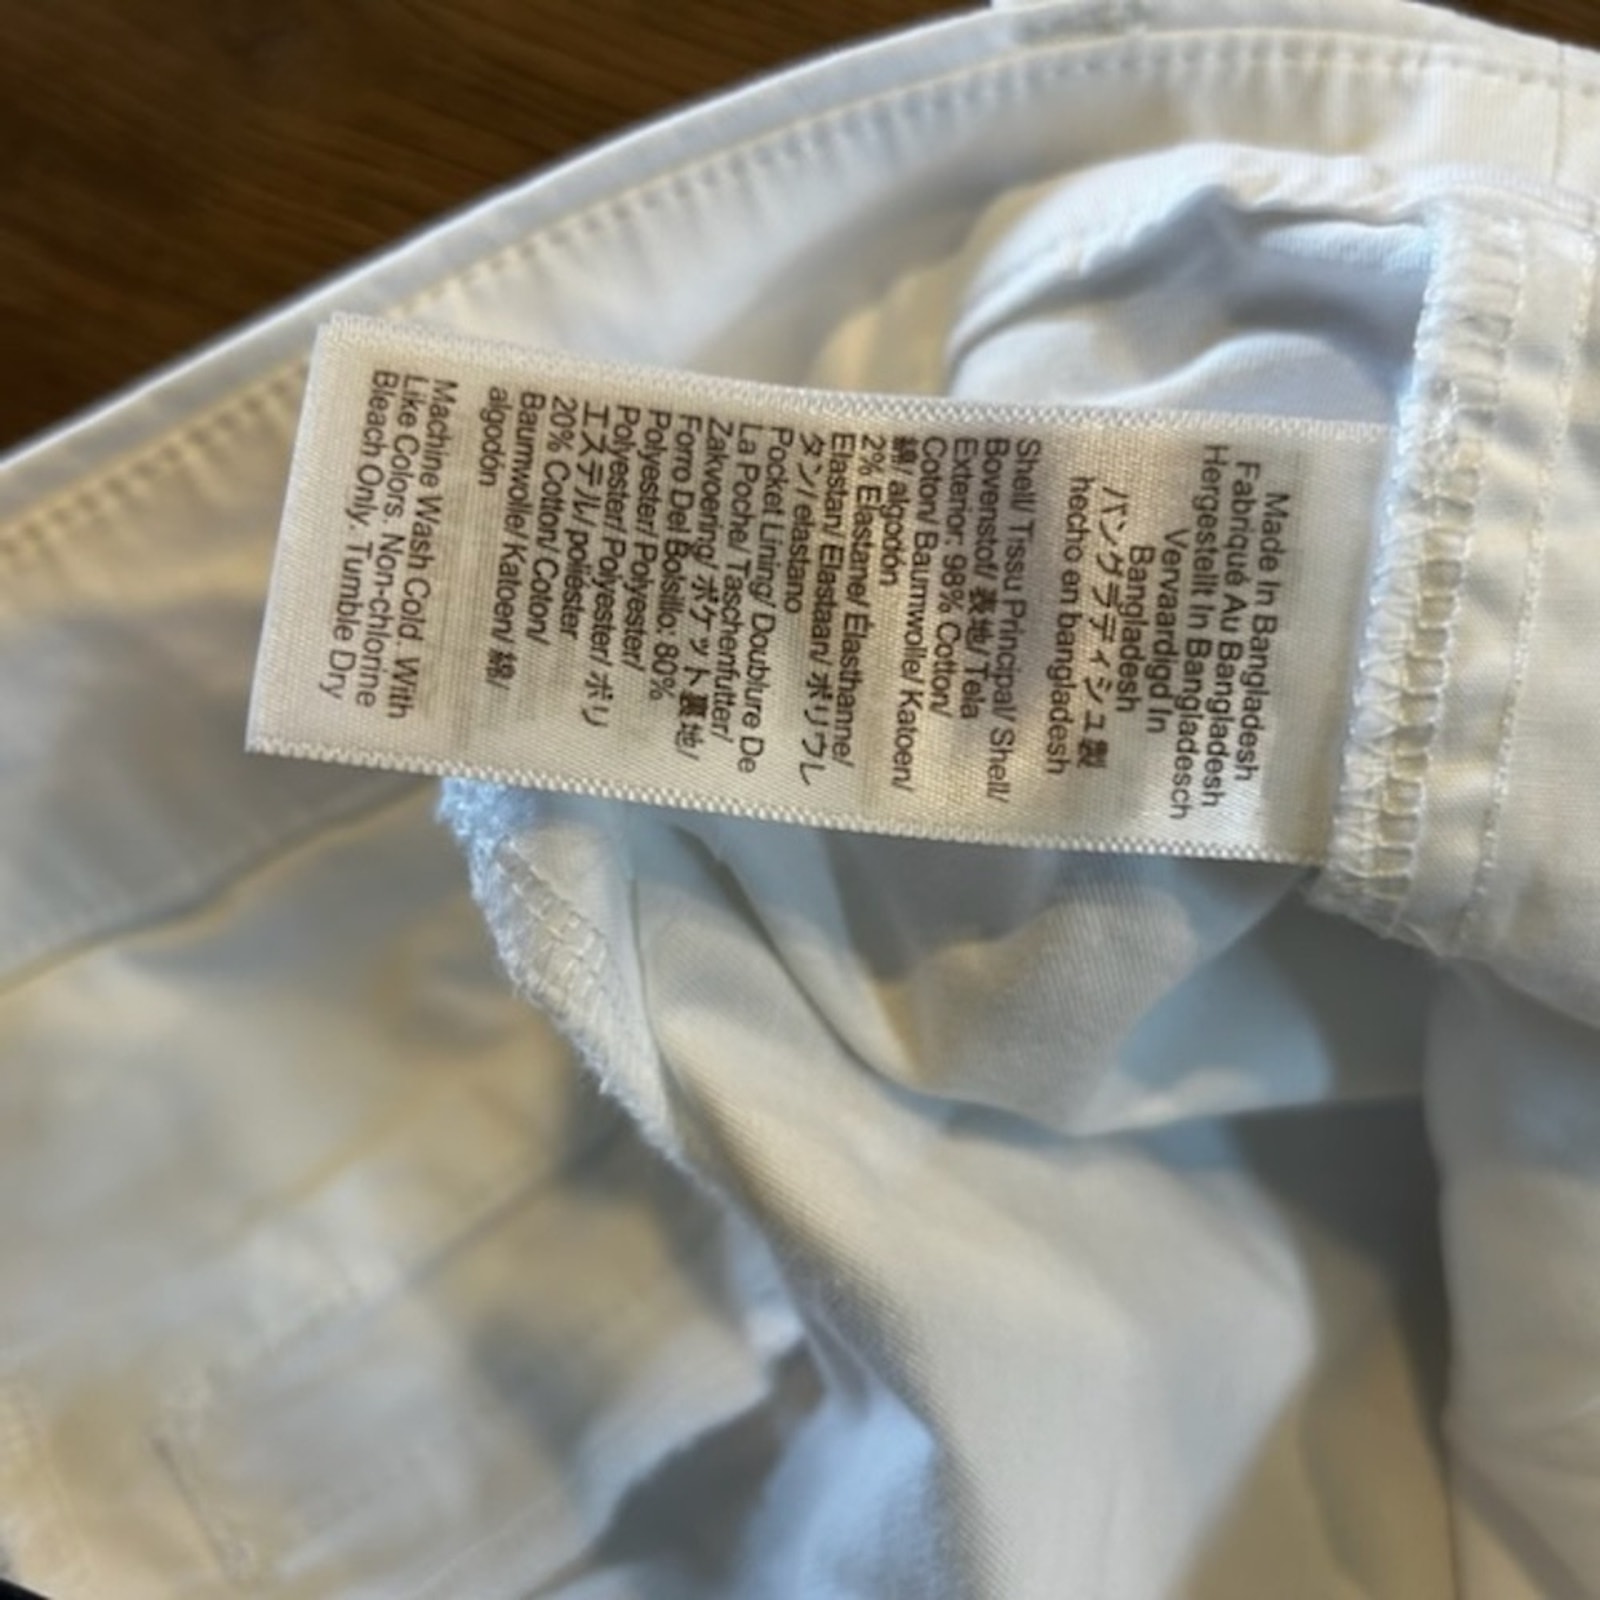 Made In Bangladesh
Fabriqué Au Bangladesh
Hergestellt In Bangladesch
Vervaardigd In
Bangladesh
バングラディシュ製
hecho en bangladesh
Shell/ Tissu Principal/ Shell/
Bovenstof/ 表地/ Tela
Exterior: 98% Cotton/
Coton/ Baumwolle/ Katoen/
綿/ algodón
2% Elastane/ Élasthanne/
Elastan/ Elastaan/ ポリウレ
タン/ elastano
Pocket Lining/ Doublure De
La Poche/ Taschenfutter/
Zakvoering/ ポケット裏地/
Forro Del Bolsillo: 80%
Polyester/ Polyester/
Polyester/ Polyester/ ポリ
エステル/ poliéster
20% Cotton/ Coton/
Baumwolle/ Katoen/ 綿/
algodón
Machine Wash Cold. With
Like Colors. Non-chlorine
Bleach Only. Tumble Dry